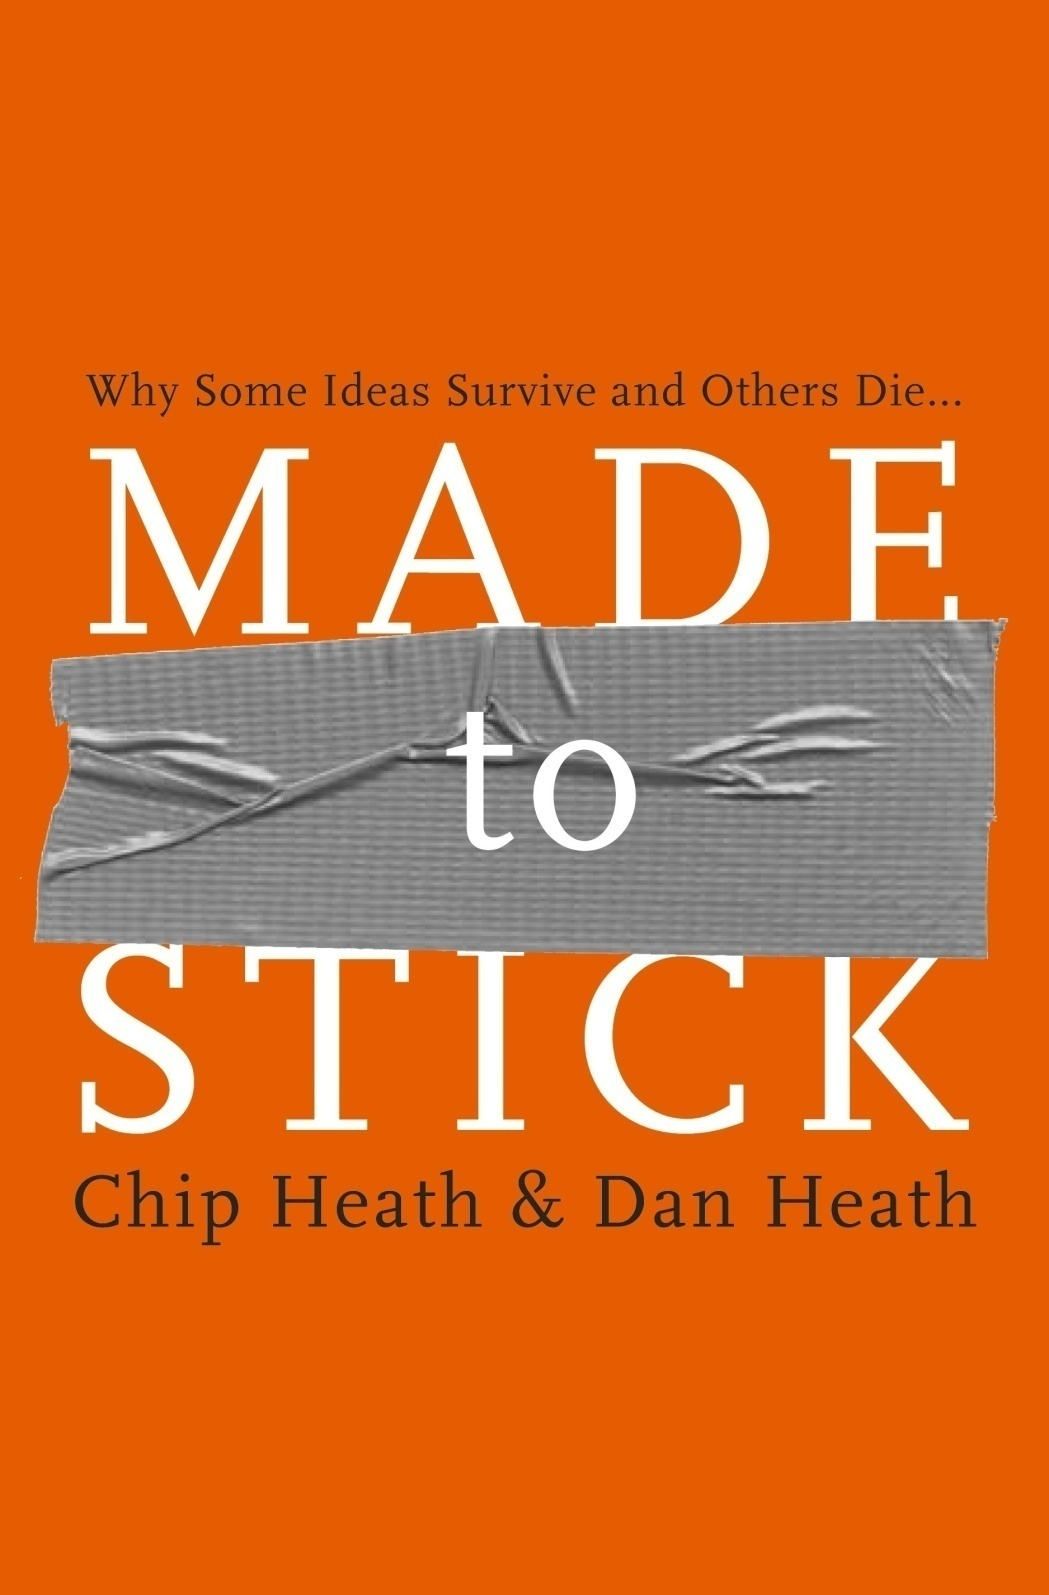 Why Some Ideas Survive and Others Die...
MADE
to
STICK
Chip Heath & Dan Heath